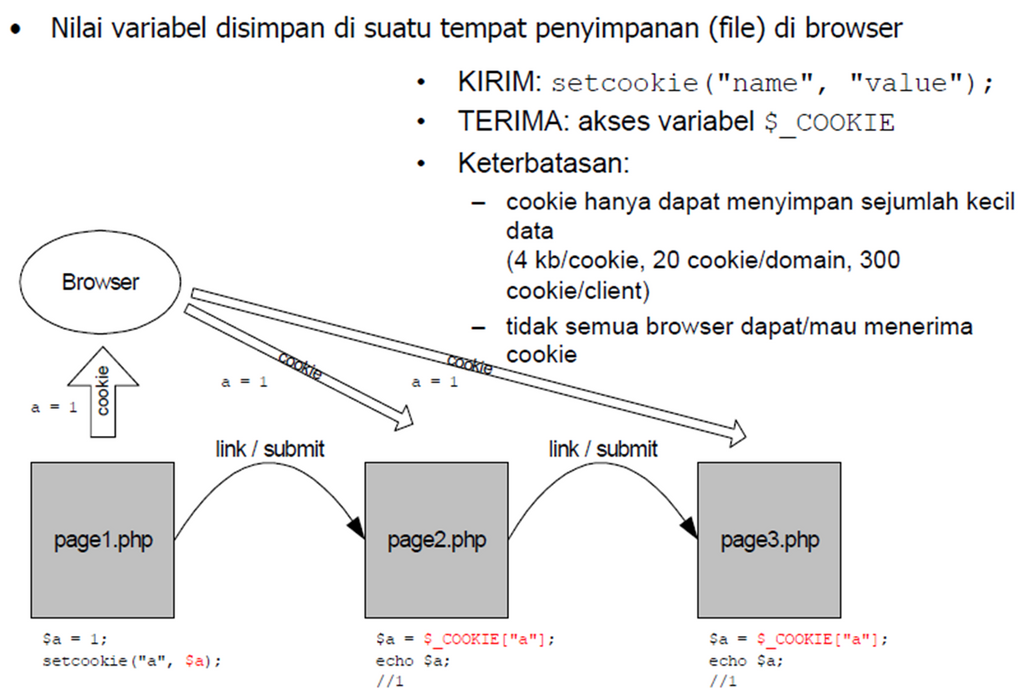 • Nilai variabel disimpan di suatu tempat penyimpanan (file) di browser
• KIRIM: setcookie("name", "value");
• TERIMA: akses variabel $_COOKIE
• Keterbatasan:
– cookie hanya dapat menyimpan sejumlah kecil
data
(4 kb/cookie, 20 cookie/domain, 300
cookie/client)
– tidak semua browser dapat/mau menerima
cookie
Browser
cookie
a = 1
cookie
a = 1
cookie
a = 1
link / submit
link / submit
page1.php
page2.php
page3.php
$a = 1;
setcookie("a", $a);
$a = $_COOKIE["a"];
echo $a;
//1
$a = $_COOKIE["a"];
echo $a;
//1